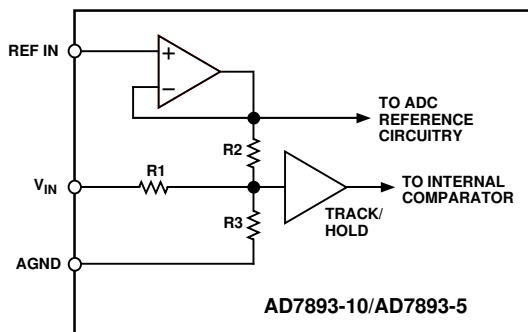 REF IN
+
−
TO ADC
REFERENCE
CIRCUITRY
R2
R1
V_IN
TO INTERNAL
COMPARATOR
TRACK/
HOLD
R3
AGND
AD7893-10/AD7893-5